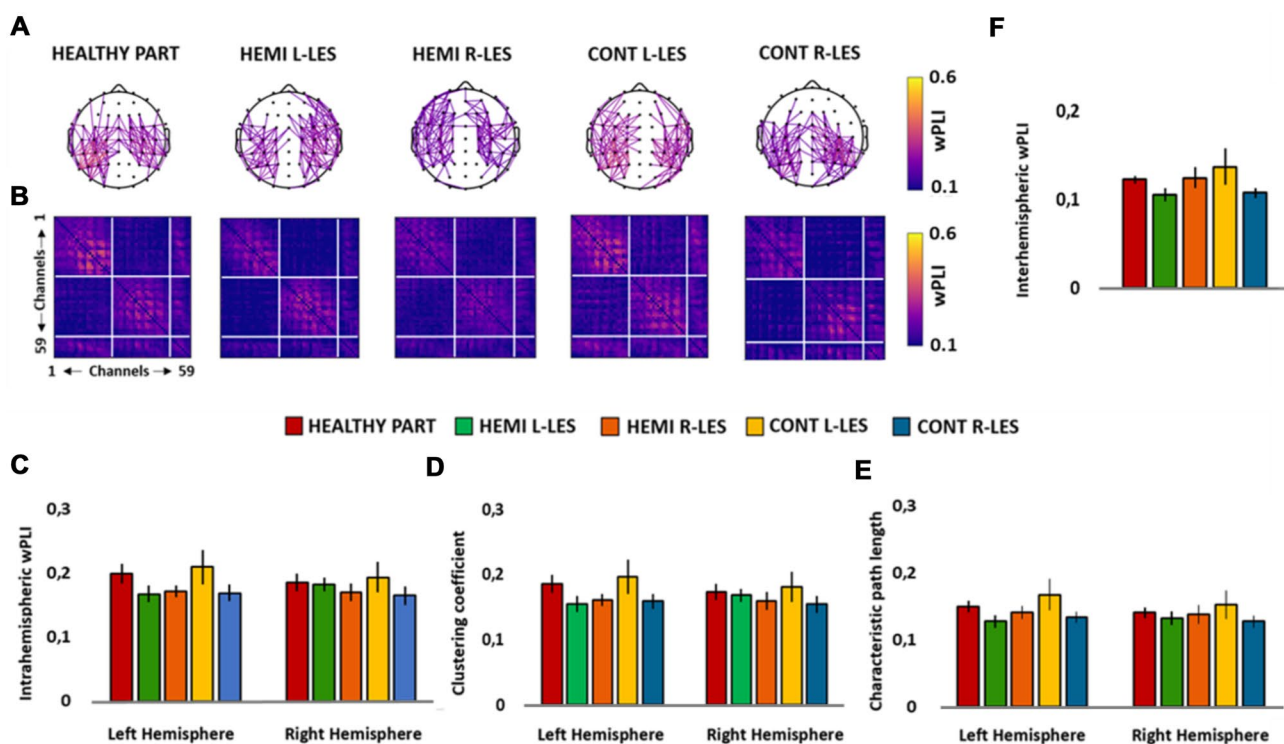 A
HEALTHY PART
HEMI L-LES
HEMI R-LES
CONT L-LES
CONT R-LES
0.6
wPLI
0.1
B
1
Channels
59
1
Channels
59
0.6
wPLI
0.1
F
Interhemispheric wPLI
0,2
0,1
0
HEALTHY PART
HEMI L-LES
HEMI R-LES
CONT L-LES
CONT R-LES
C
Intrahemispheric wPLI
0,3
0,2
0,1
0
Left Hemisphere
Right Hemisphere
D
Clustering coefficient
0,3
0,2
0,1
0
Left Hemisphere
Right Hemisphere
E
Characteristic path length
0,3
0,2
0,1
0
Left Hemisphere
Right Hemisphere